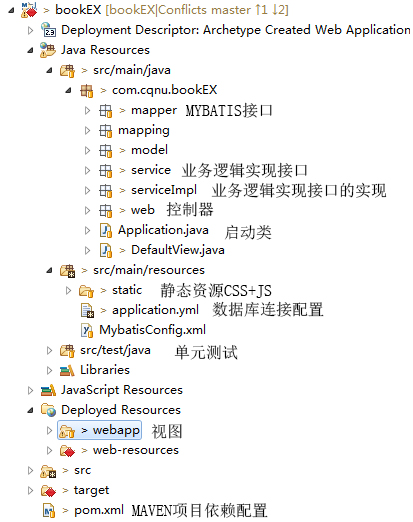 > bookEX [bookEX|Conflicts master ↑1 ↓2]
> Deployment Descriptor: Archetype Created Web Application
Java Resources
> src/main/java
> com.cqnu.bookEX
> mapper MYBATIS接口
mapping
> model
> service 业务逻辑实现接口
> serviceImpl 业务逻辑实现接口的实现
> web 控制器
Application.java 启动类
> DefaultView.java
> src/main/resources
> static 静态资源CSS+JS
> application.yml 数据库连接配置
MybatisConfig.xml
src/test/java 单元测试
Libraries
JavaScript Resources
Deployed Resources
> webapp 视图
> web-resources
> src
> target
> pom.xml MAVEN项目依赖配置